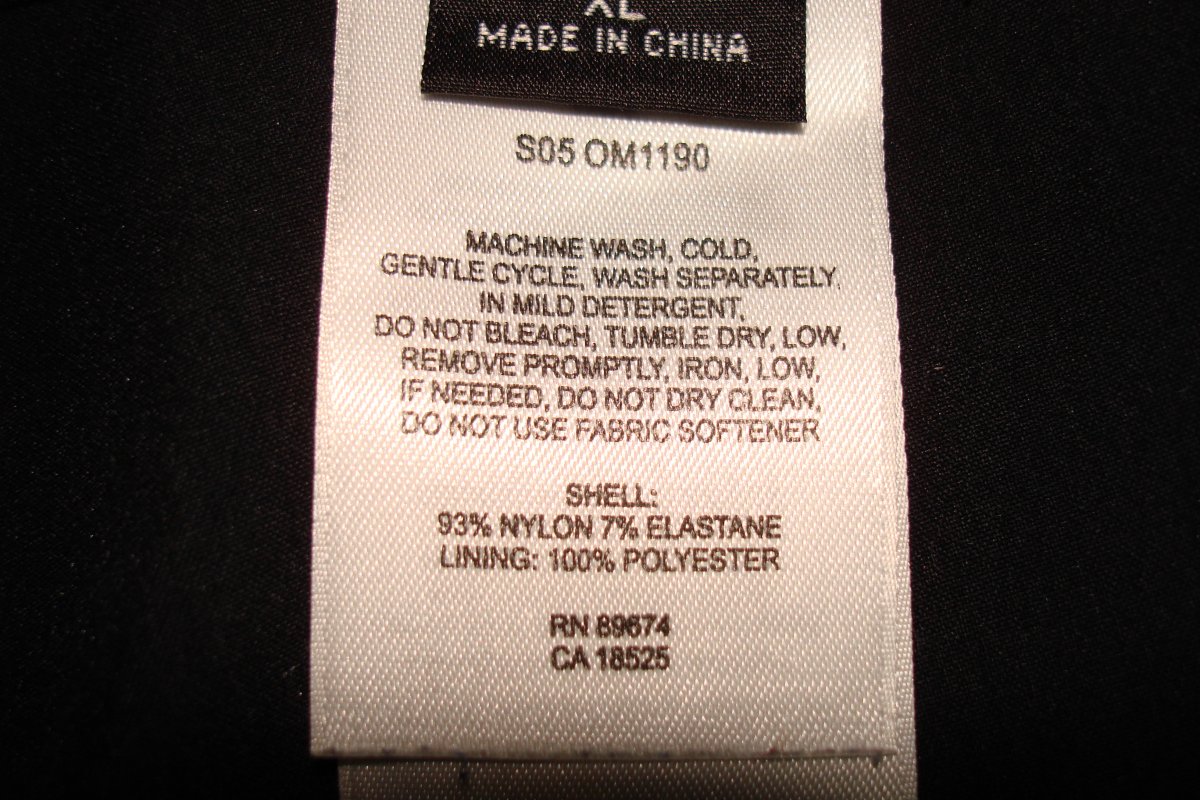 XL
MADE IN CHINA
S05 OM1190
MACHINE WASH, COLD,
GENTLE CYCLE, WASH SEPARATELY.
IN MILD DETERGENT.
DO NOT BLEACH, TUMBLE DRY, LOW,
REMOVE PROMPTLY, IRON, LOW,
IF NEEDED, DO NOT DRY CLEAN,
DO NOT USE FABRIC SOFTENER
SHELL:
93% NYLON 7% ELASTANE
LINING: 100% POLYESTER
RN 89674
CA 18525